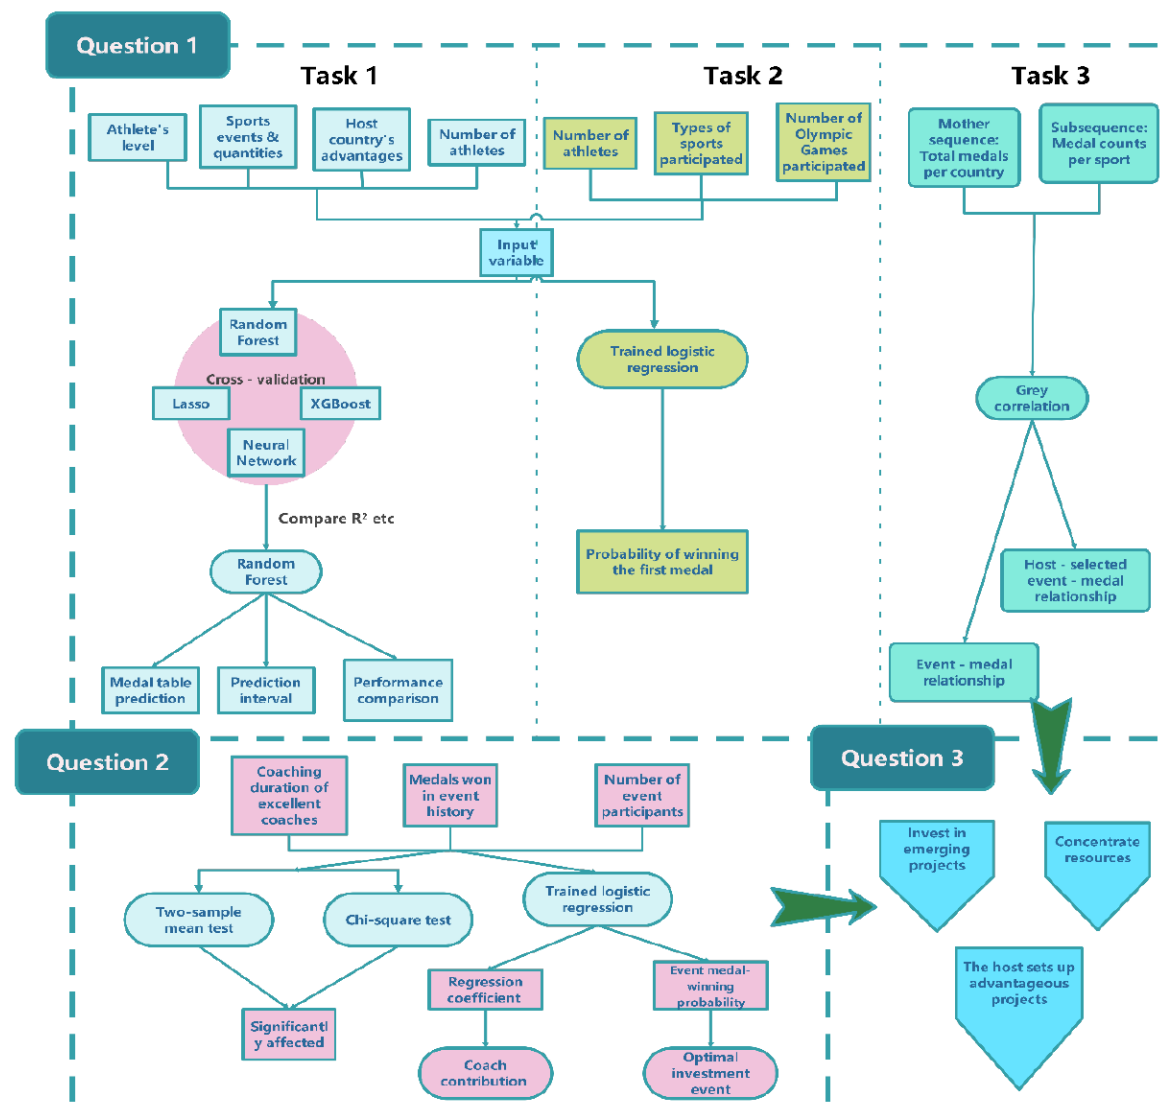 Question 1
Task 1
Task 2
Task 3
Athlete's
level
Sports
events &
quantities
Host
country's
advantages
Number of
athletes
Number of
athletes
Types of
sports
participated
Number of
Olympic
Games
participated
Mother
sequence:
Total medals
per country
Subsequence:
Medal counts
per sport
Input
variable
Random
Forest
Cross - validation
Lasso
XGBoost
Neural
Network
Compare R² etc
Random
Forest
Medal table
prediction
Prediction
interval
Performance
comparison
Trained logistic
regression
Probability of winning
the first medal
Grey
correlation
Host - selected
event - medal
relationship
Event - medal
relationship
Question 2
Coaching
duration of
excellent
coaches
Medals won
in event
history
Number of
event
participants
Two-sample
mean test
Chi-square test
Trained logistic
regression
Significantl
y affected
Regression
coefficient
Event medal-
winning
probability
Coach
contribution
Optimal
investment
event
Question 3
Invest in
emerging
projects
Concentrate
resources
The host sets up
advantageous
projects